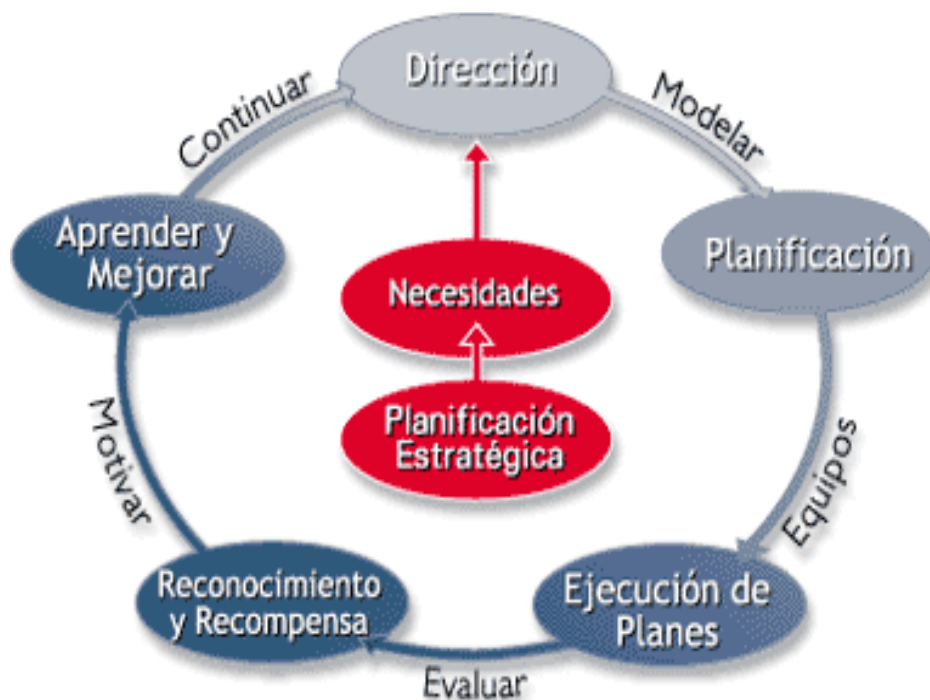 Dirección
Modelar
Planificación
Equipos
Ejecución de
Planes
Evaluar
Reconocimiento
y Recompensa
Motivar
Aprender y
Mejorar
Continuar
Necesidades
Planificación
Estratégica